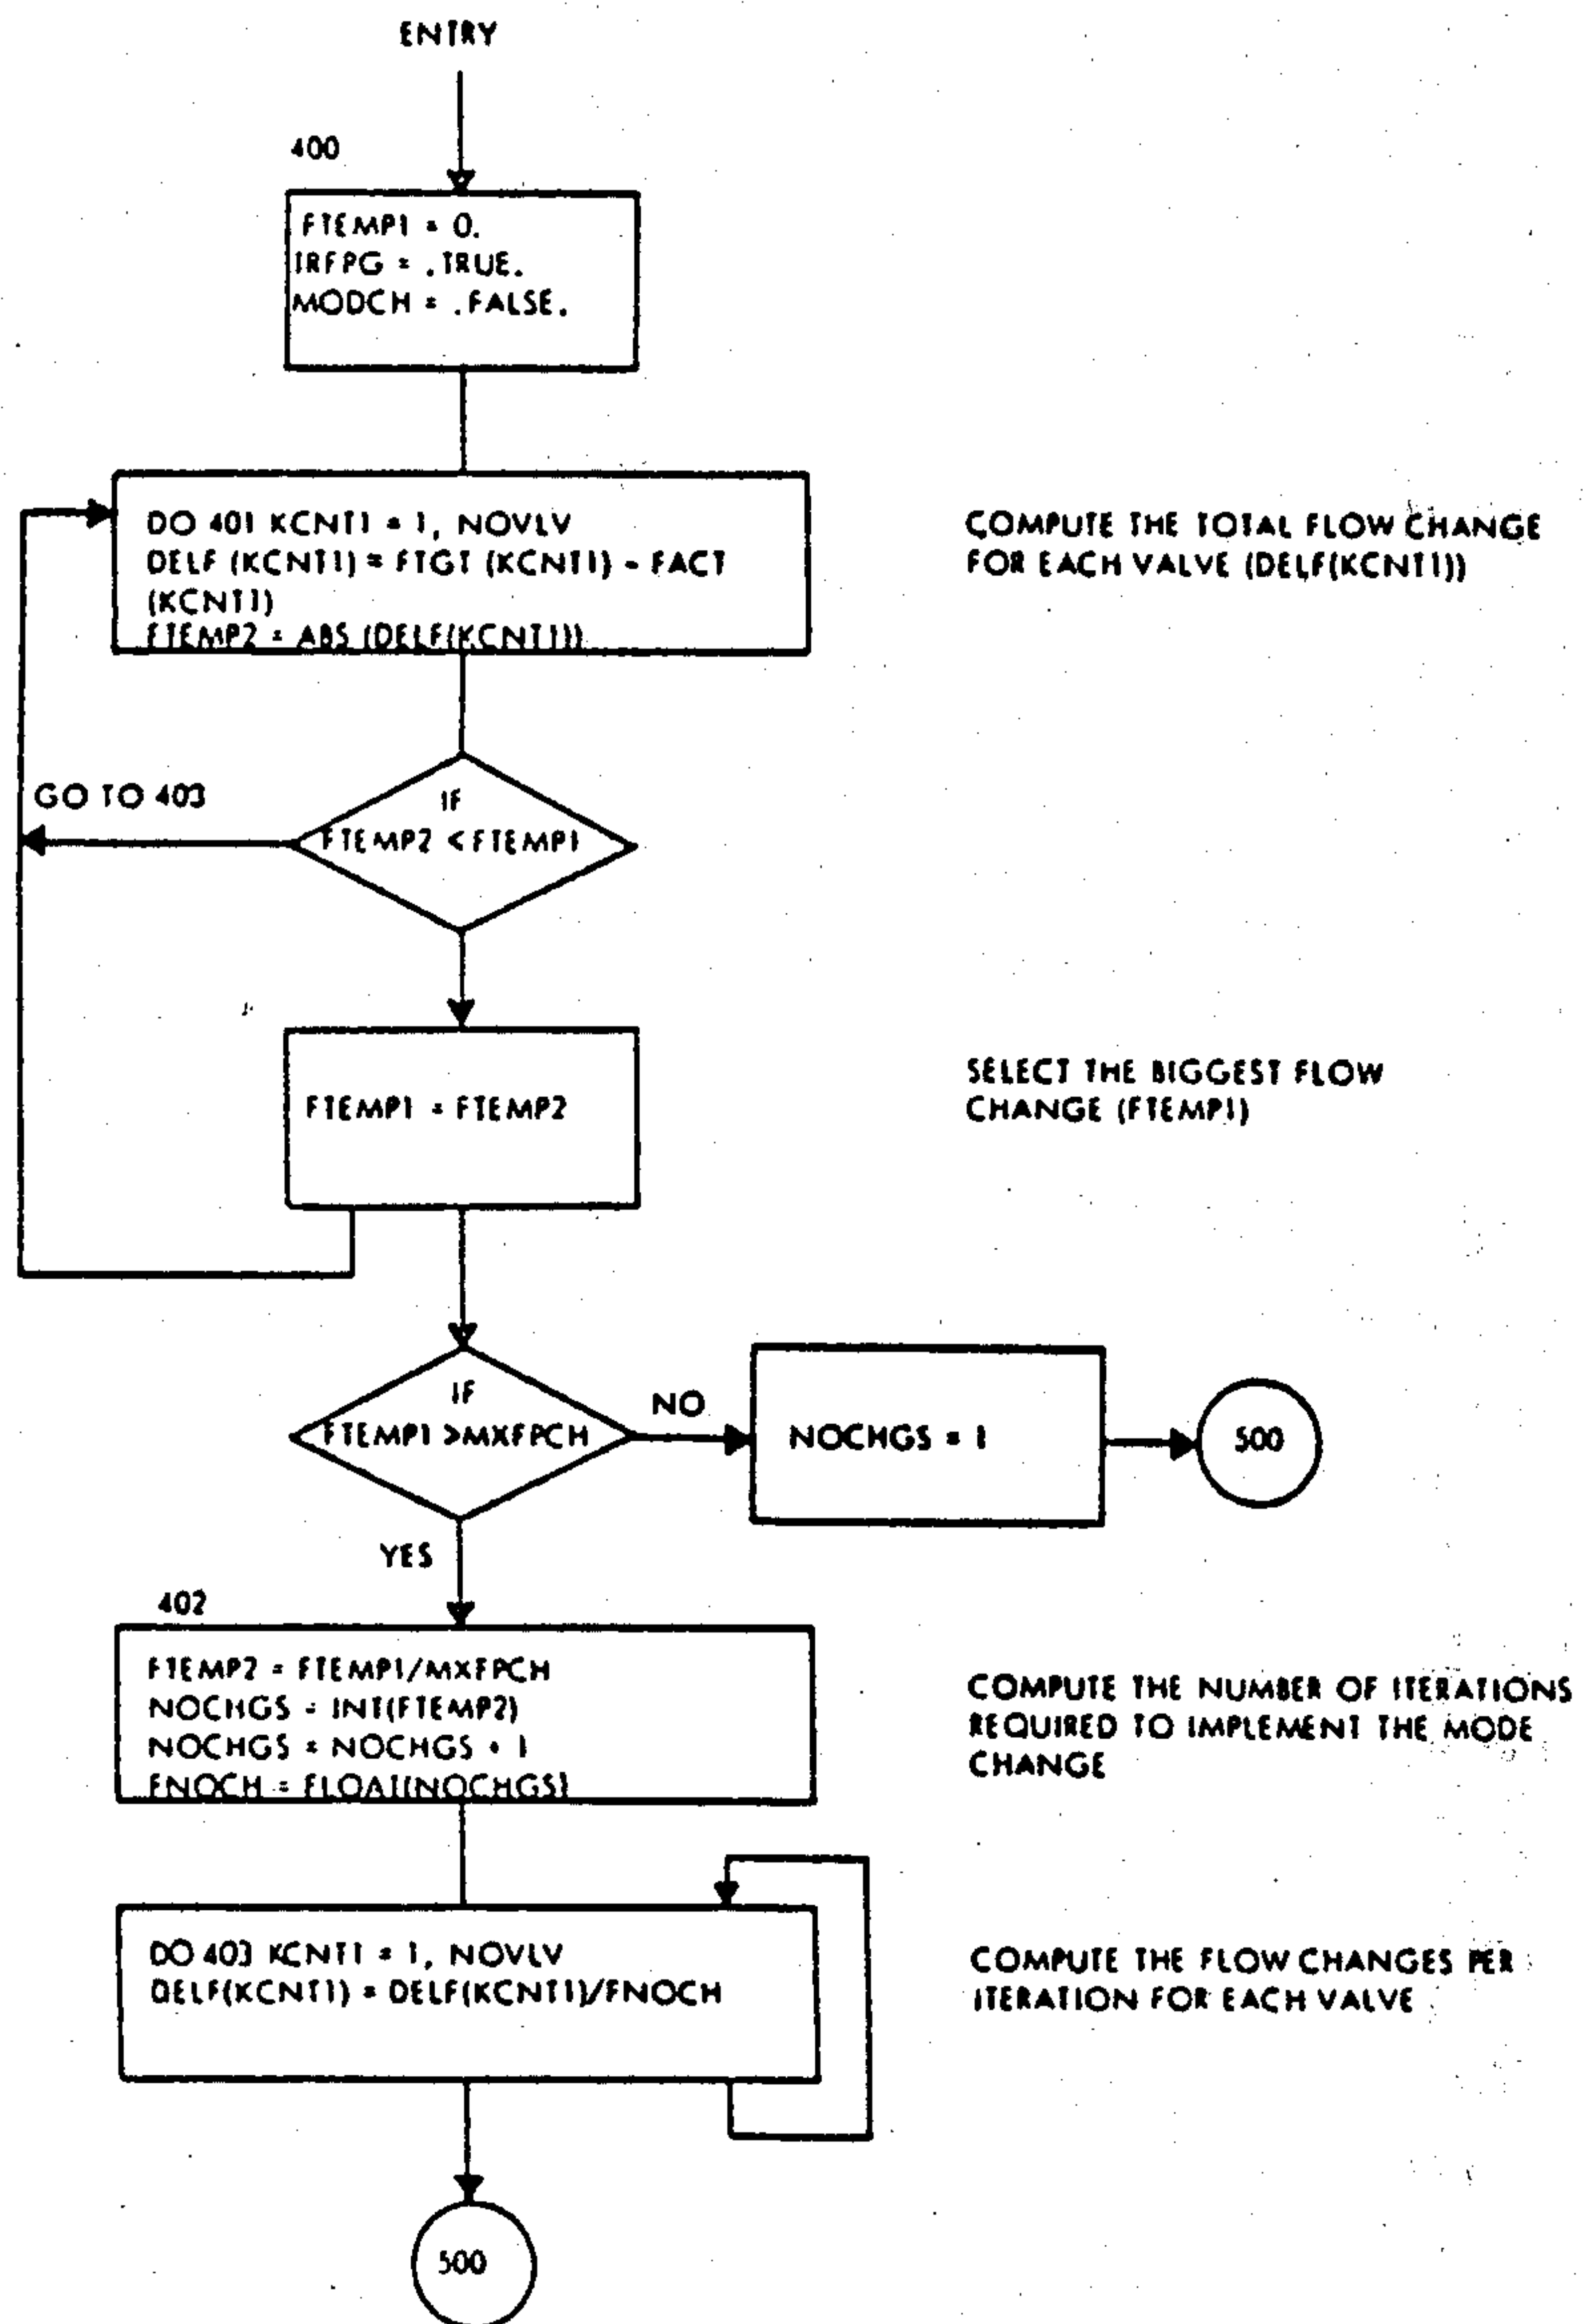 ENTRY
400
FTEMP1 = 0.
IRFPG = .TRUE.
MODCH = .FALSE.
DO 401 KCNT1 = 1, NOVLV
DELF (KCNT1) = FTGT (KCNT1) - FACT
(KCNT1)
FTEMP2 = ABS (DELF(KCNT1))
COMPUTE THE TOTAL FLOW CHANGE
FOR EACH VALVE (DELF(KCNT1))
GO TO 403
IF
FTEMP2 < FTEMP1
FTEMP1 = FTEMP2
SELECT THE BIGGEST FLOW
CHANGE (FTEMP1)
IF
FTEMP1 >MXFPCH
NO
NOCHGS = 1
500
YES
402
FTEMP2 = FTEMP1/MXFPCH
NOCHGS = INT(FTEMP2)
NOCHGS = NOCHGS + 1
FNOCH = FLOAT(NOCHGS)
COMPUTE THE NUMBER OF ITERATIONS
REQUIRED TO IMPLEMENT THE MODE
CHANGE
DO 403 KCNT1 = 1, NOVLV
DELF(KCNT1) = DELF(KCNT1)/FNOCH
COMPUTE THE FLOW CHANGES PER
ITERATION FOR EACH VALVE
500